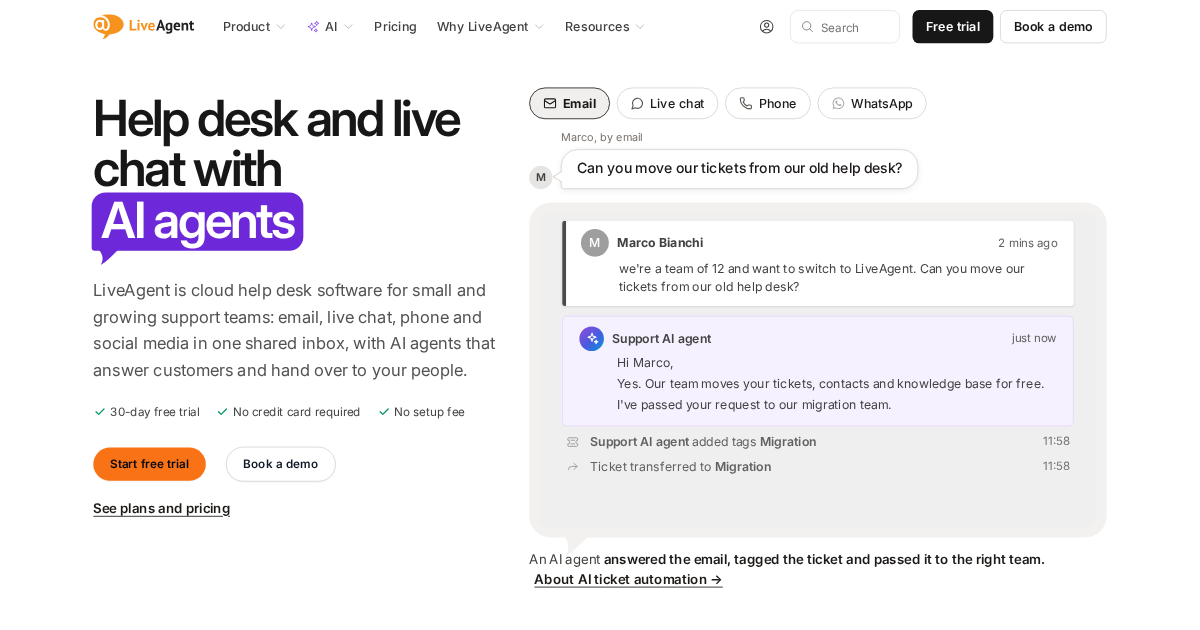 LiveAgent Product AI Pricing Why LiveAgent Resources Search Free trial Book a demo
Help desk and live
chat with
AI agents
LiveAgent is cloud help desk software for small and
growing support teams: email, live chat, phone and
social media in one shared inbox, with AI agents that
answer customers and hand over to your people.
30-day free trial No credit card required No setup fee
Start free trial Book a demo
See plans and pricing
Email Live chat Phone WhatsApp
Marco, by email
M Can you move our tickets from our old help desk?
M Marco Bianchi 2 mins ago
we're a team of 12 and want to switch to LiveAgent. Can you move our
tickets from our old help desk?
Support AI agent just now
Hi Marco,
Yes. Our team moves your tickets, contacts and knowledge base for free.
I've passed your request to our migration team.
Support AI agent added tags Migration 11:58
Ticket transferred to Migration 11:58
An AI agent answered the email, tagged the ticket and passed it to the right team.
About AI ticket automation →